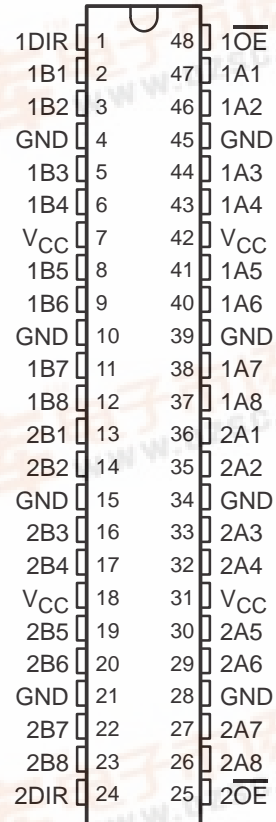 1DIR 1 48 1O̅E̅
1B1 2 47 1A1
1B2 3 46 1A2
GND 4 45 GND
1B3 5 44 1A3
1B4 6 43 1A4
VCC 7 42 VCC
1B5 8 41 1A5
1B6 9 40 1A6
GND 10 39 GND
1B7 11 38 1A7
1B8 12 37 1A8
2B1 13 36 2A1
2B2 14 35 2A2
GND 15 34 GND
2B3 16 33 2A3
2B4 17 32 2A4
VCC 18 31 VCC
2B5 19 30 2A5
2B6 20 29 2A6
GND 21 28 GND
2B7 22 27 2A7
2B8 23 26 2A8
2DIR 24 25 2O̅E̅